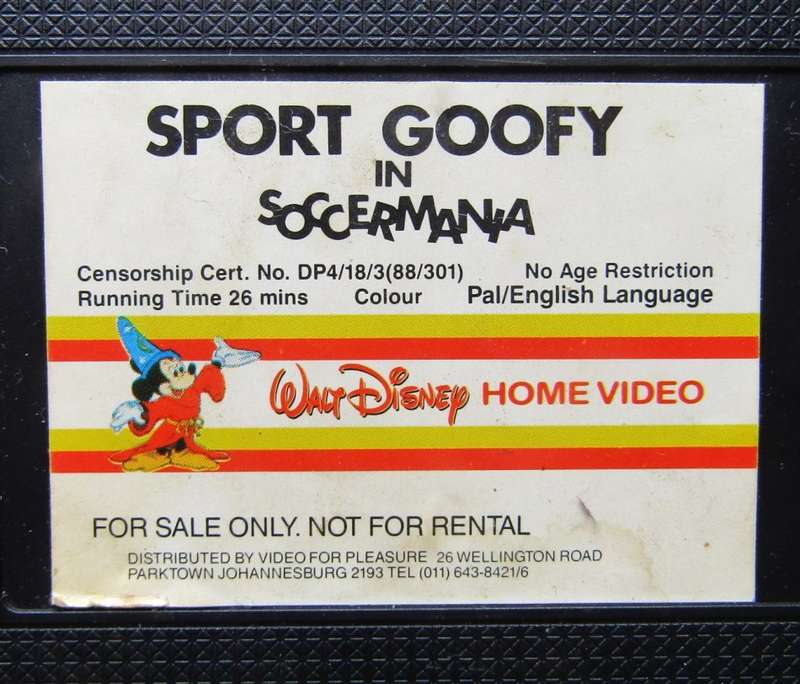 SPORT GOOFY
IN
SOCCERMANIA
Censorship Cert. No. DP4/18/3(88/301) No Age Restriction
Running Time 26 mins Colour Pal/English Language
WALT DISNEY HOME VIDEO
FOR SALE ONLY. NOT FOR RENTAL
DISTRIBUTED BY VIDEO FOR PLEASURE 26 WELLINGTON ROAD
PARKTOWN JOHANNESBURG 2193 TEL (011) 643-8421/6